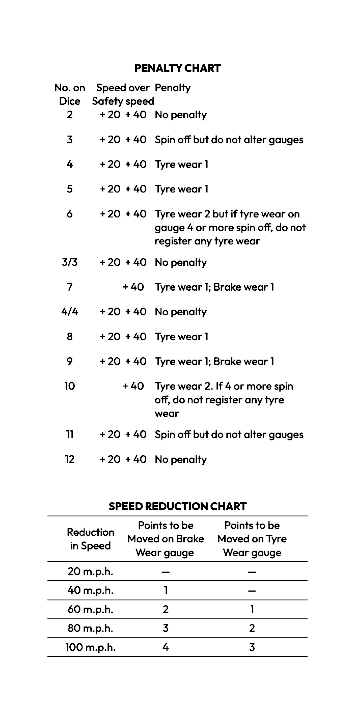 PENALTY CHART
No. on Speed over Penalty
Dice Safety speed
2 + 20 + 40 No penalty
3 + 20 + 40 Spin off but do not alter gauges
4 + 20 + 40 Tyre wear 1
5 + 20 + 40 Tyre wear 1
6 + 20 + 40 Tyre wear 2 but if tyre wear on
gauge 4 or more spin off, do not
register any tyre wear
3/3 + 20 + 40 No penalty
7 + 40 Tyre wear 1; Brake wear 1
4/4 + 20 + 40 No penalty
8 + 20 + 40 Tyre wear 1
9 + 20 + 40 Tyre wear 1; Brake wear 1
10 + 40 Tyre wear 2. If 4 or more spin
off, do not register any tyre
wear
11 + 20 + 40 Spin off but do not alter gauges
12 + 20 + 40 No penalty
SPEED REDUCTION CHART
Reduction in Speed Points to be Moved on Brake Wear gauge Points to be Moved on Tyre Wear gauge
20 m.p.h. — —
40 m.p.h. 1 —
60 m.p.h. 2 1
80 m.p.h. 3 2
100 m.p.h. 4 3